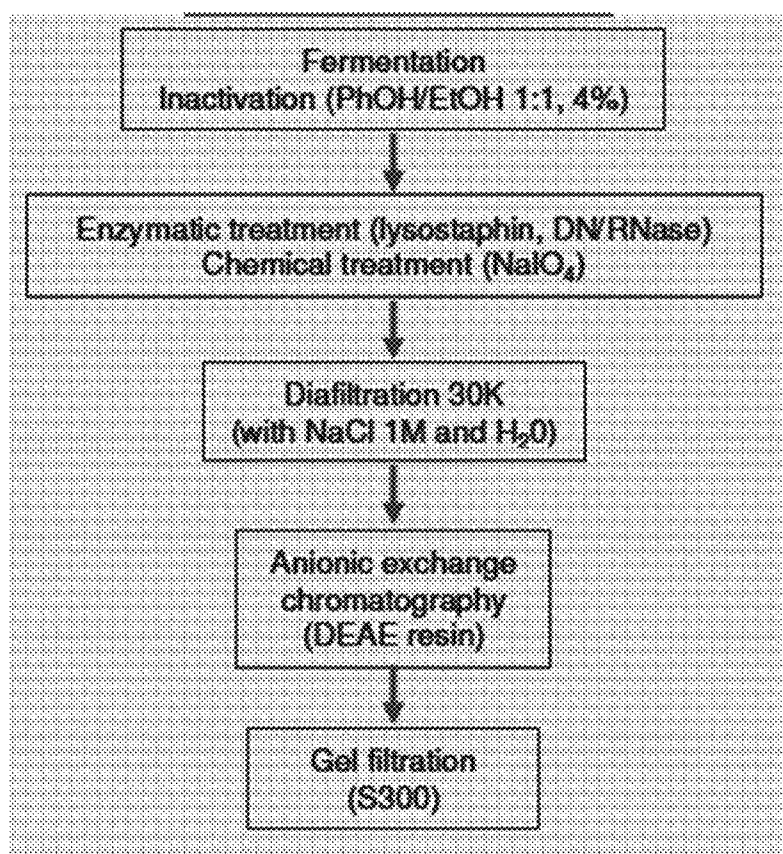 Fermentation
Inactivation (PhOH/EtOH 1:1, 4%)
Enzymatic treatment (lysostaphin, DN/RNase)
Chemical treatment (NaIO₄)
Diafiltration 30K
(with NaCl 1M and H₂0)
Anionic exchange
chromatography
(DEAE resin)
Gel filtration
(S300)